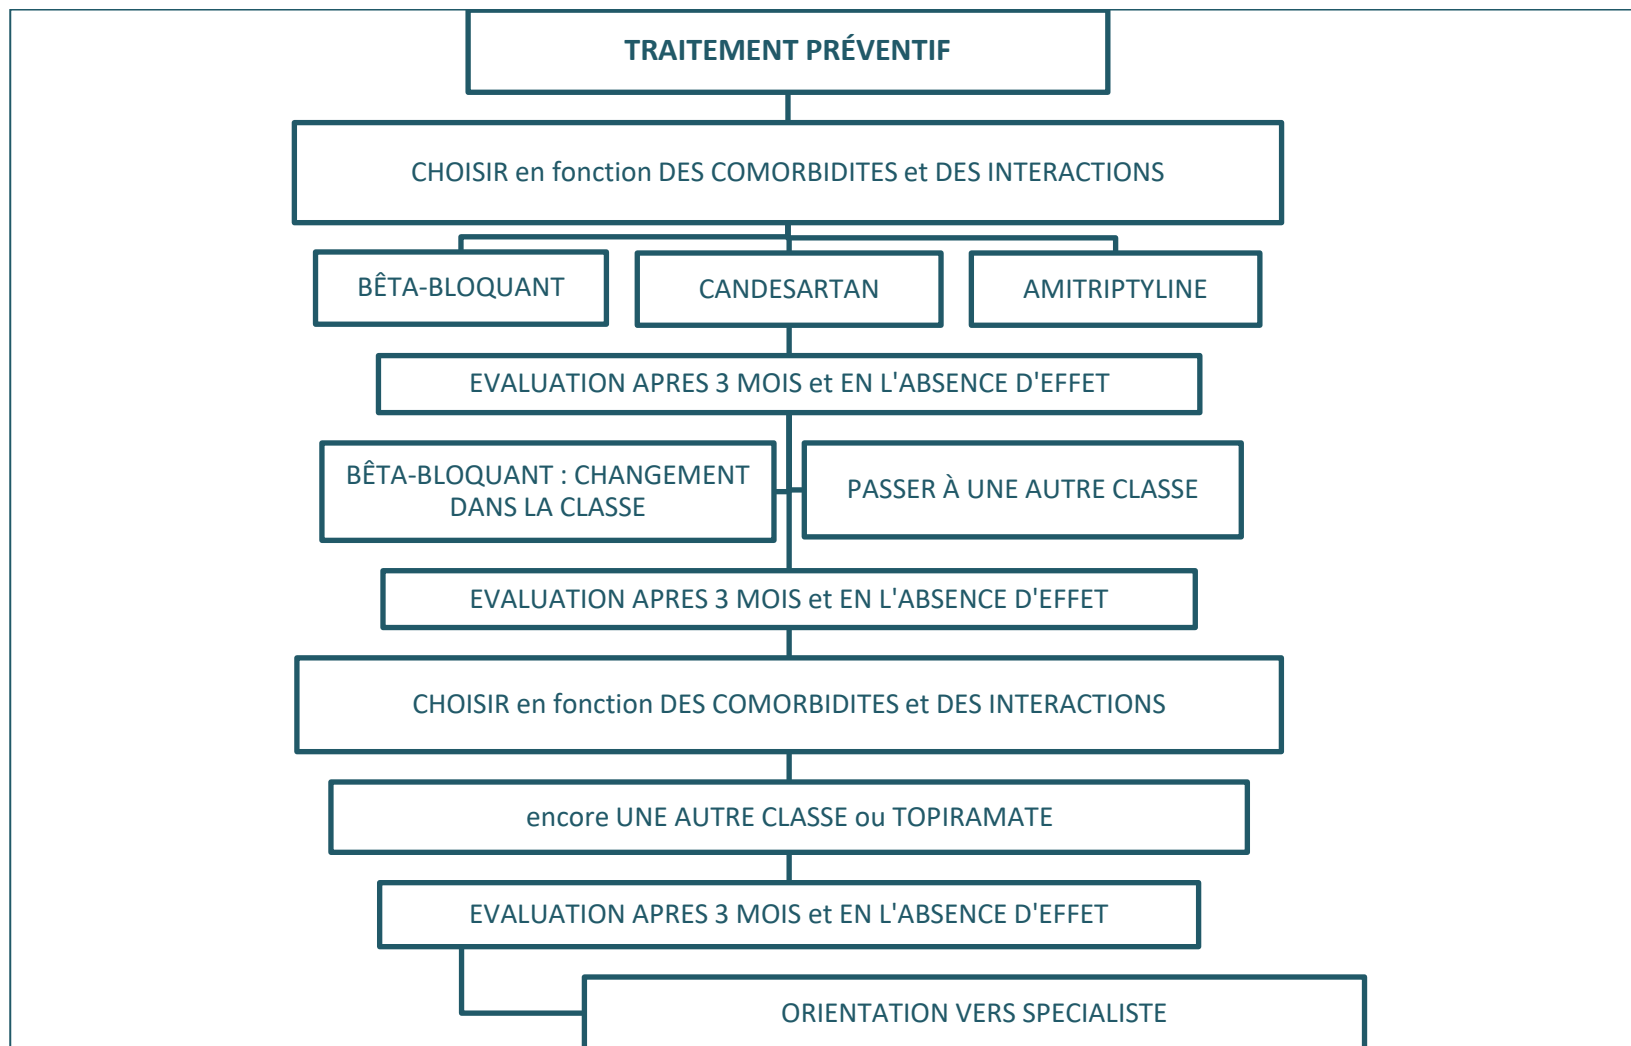 TRAITEMENT PRÉVENTIF
CHOISIR en fonction DES COMORBIDITES et DES INTERACTIONS
BÊTA-BLOQUANT
CANDESARTAN
AMITRIPTYLINE
EVALUATION APRES 3 MOIS et EN L'ABSENCE D'EFFET
BÊTA-BLOQUANT : CHANGEMENT
DANS LA CLASSE
PASSER À UNE AUTRE CLASSE
EVALUATION APRES 3 MOIS et EN L'ABSENCE D'EFFET
CHOISIR en fonction DES COMORBIDITES et DES INTERACTIONS
encore UNE AUTRE CLASSE ou TOPIRAMATE
EVALUATION APRES 3 MOIS et EN L'ABSENCE D'EFFET
ORIENTATION VERS SPECIALISTE